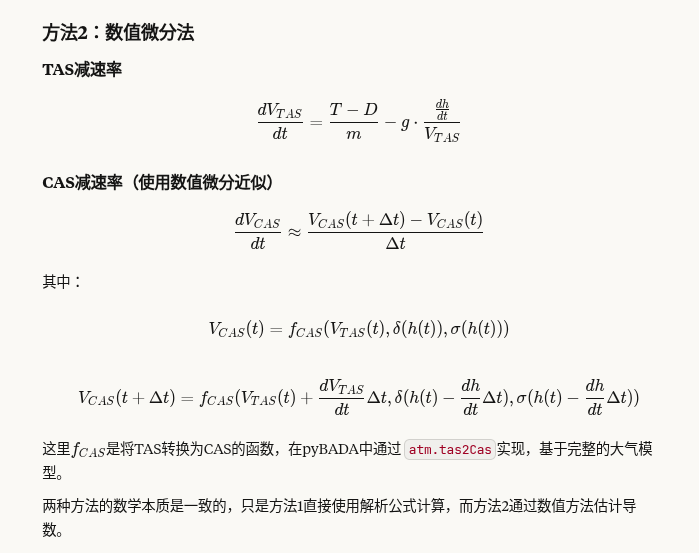 方法2：数值微分法
TAS减速率
$$\frac{dV_{TAS}}{dt} = \frac{T - D}{m} - g \cdot \frac{\frac{dh}{dt}}{V_{TAS}}$$
CAS减速率（使用数值微分近似）
$$\frac{dV_{CAS}}{dt} \approx \frac{V_{CAS}(t + \Delta t) - V_{CAS}(t)}{\Delta t}$$
其中：
$$V_{CAS}(t) = f_{CAS}(V_{TAS}(t), \delta(h(t)), \sigma(h(t)))$$
$$V_{CAS}(t + \Delta t) = f_{CAS}(V_{TAS}(t) + \frac{dV_{TAS}}{dt}\Delta t, \delta(h(t) - \frac{dh}{dt}\Delta t), \sigma(h(t) - \frac{dh}{dt}\Delta t))$$
这里$f_{CAS}$是将TAS转换为CAS的函数，在pyBADA中通过 atm.tas2Cas 实现，基于完整的大气模
型。
两种方法的数学本质是一致的，只是方法1直接使用解析公式计算，而方法2通过数值方法估计导
数。